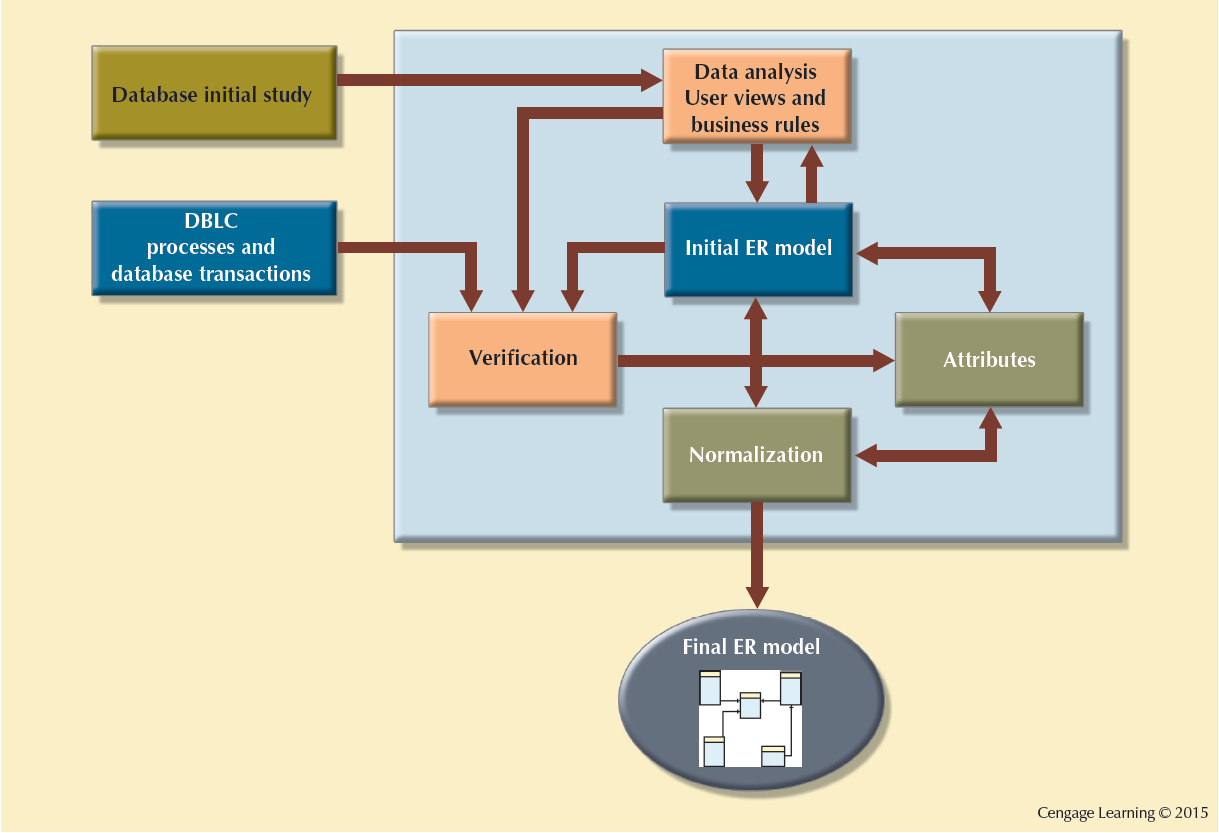 Database initial study
Data analysis
User views and
business rules
DBLC
processes and
database transactions
Initial ER model
Verification
Attributes
Normalization
Final ER model
Cengage Learning © 2015